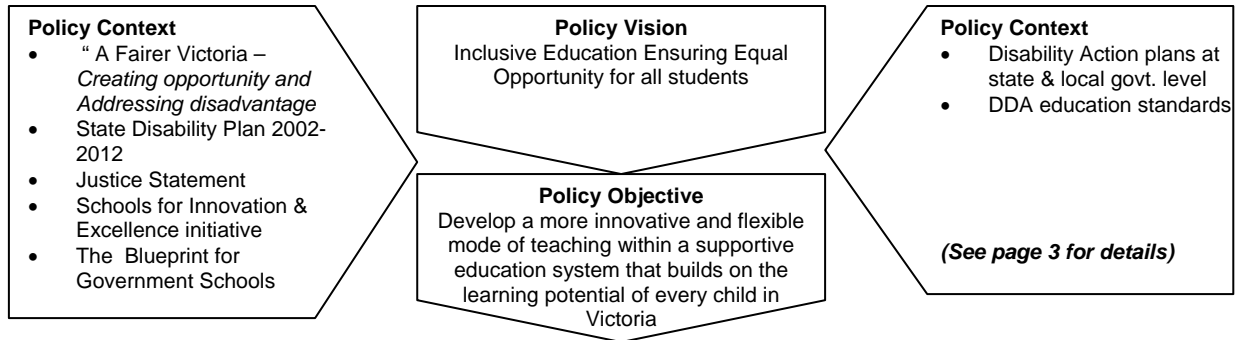 Policy Context
• “ A Fairer Victoria –
Creating opportunity and
Addressing disadvantage
• State Disability Plan 2002-
2012
• Justice Statement
• Schools for Innovation &
Excellence initiative
• The Blueprint for
Government Schools
Policy Vision
Inclusive Education Ensuring Equal
Opportunity for all students
Policy Objective
Develop a more innovative and flexible
mode of teaching within a supportive
education system that builds on the
learning potential of every child in
Victoria
Policy Context
• Disability Action plans at
state & local govt. level
• DDA education standards
(See page 3 for details)